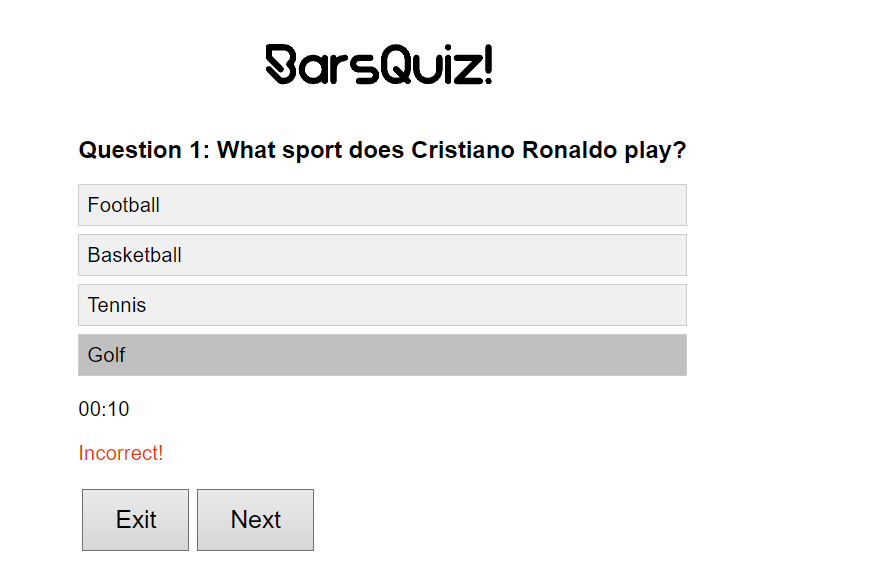 BarsQuiz!
Question 1: What sport does Cristiano Ronaldo play?
Football
Basketball
Tennis
Golf
00:10
Incorrect!
Exit Next